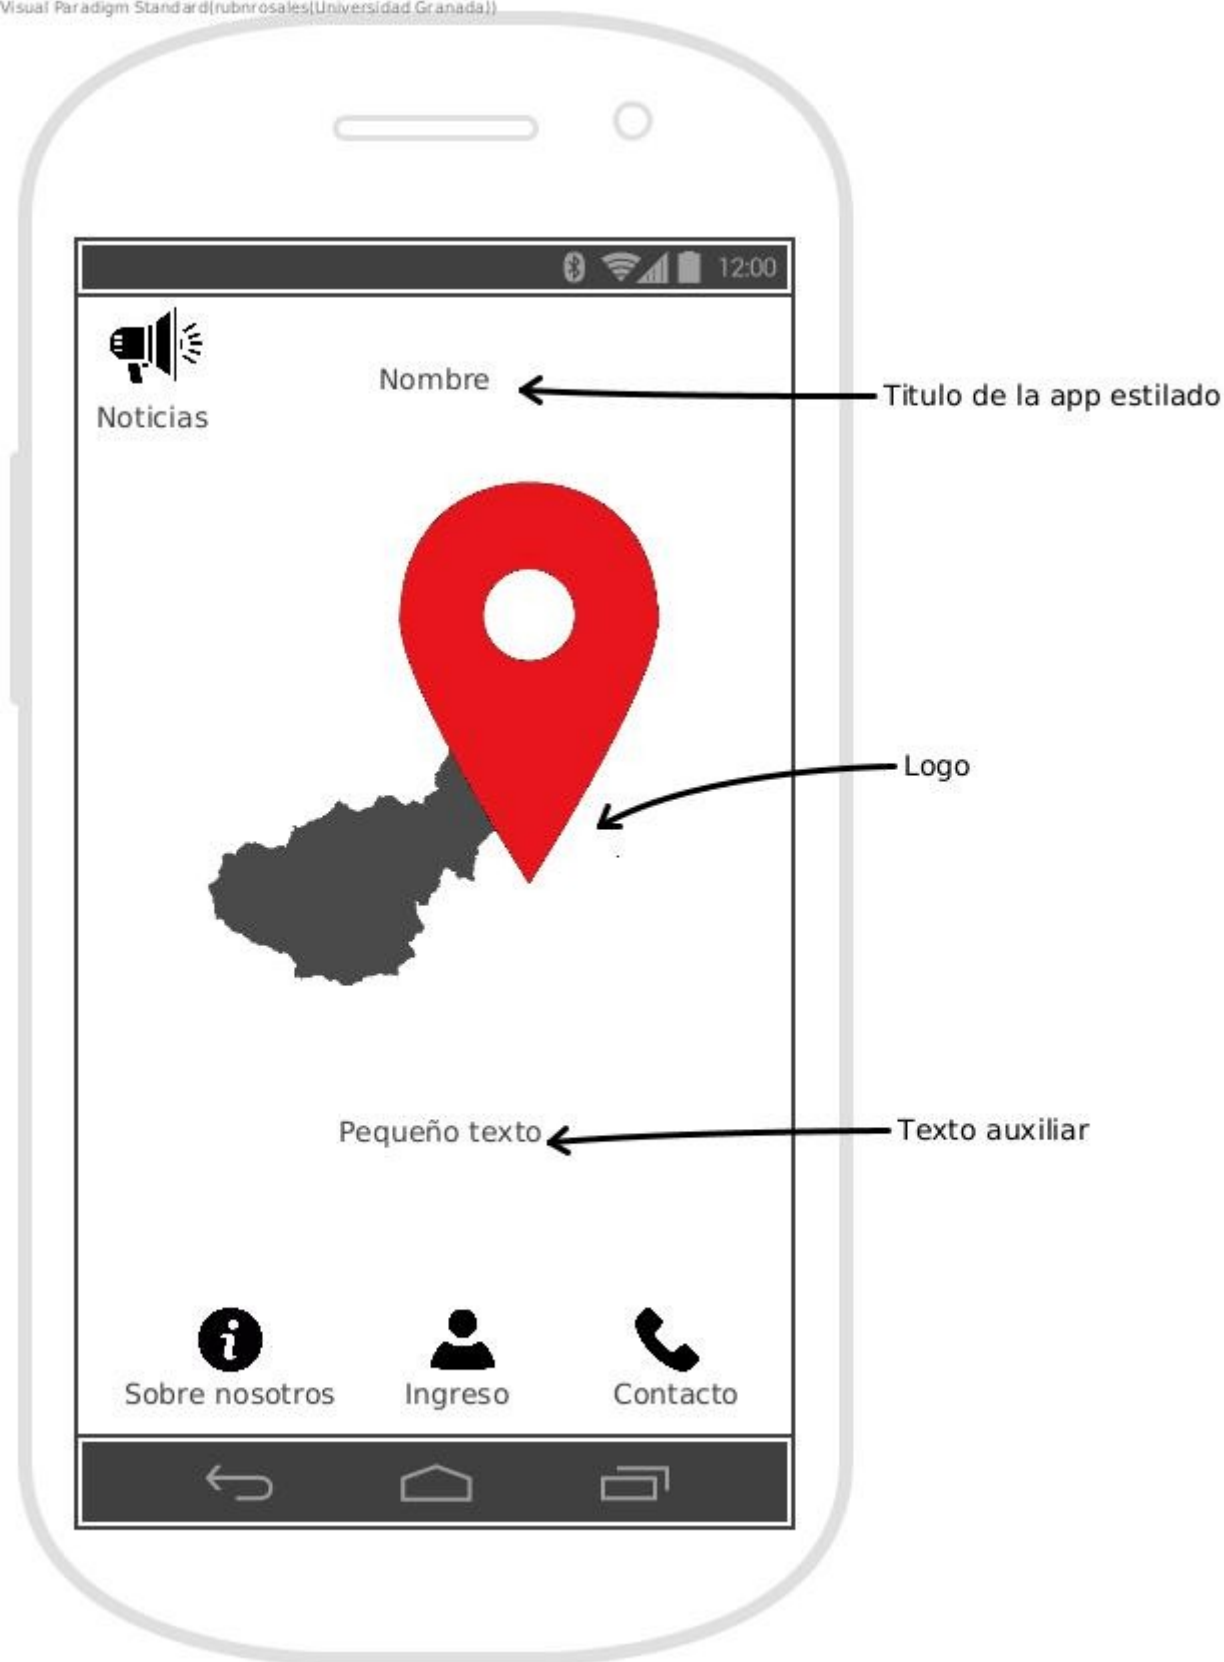 Visual Paradigm Standard(rubnrosales(Universidad Granada))
12:00
Nombre
Titulo de la app estilado
Noticias
Logo
Pequeño texto
Texto auxiliar
Sobre nosotros
Ingreso
Contacto